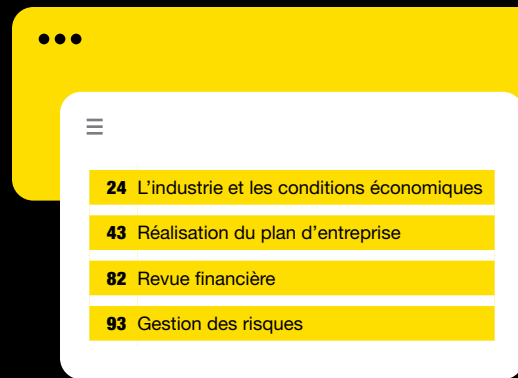 24 L’industrie et les conditions économiques
43 Réalisation du plan d’entreprise
82 Revue financière
93 Gestion des risques